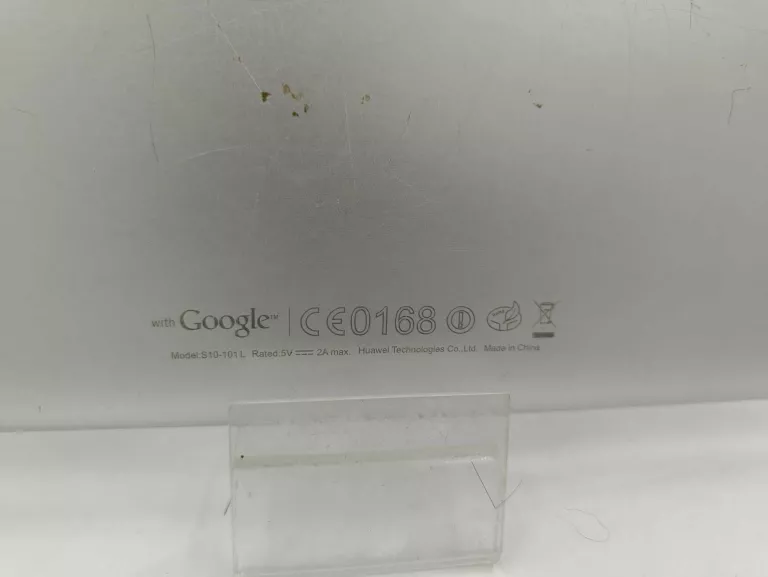 with Google™ | CE0168
Model:S10-101L Rated:5V 2A max. Huawei Technologies Co.,Ltd. Made in China